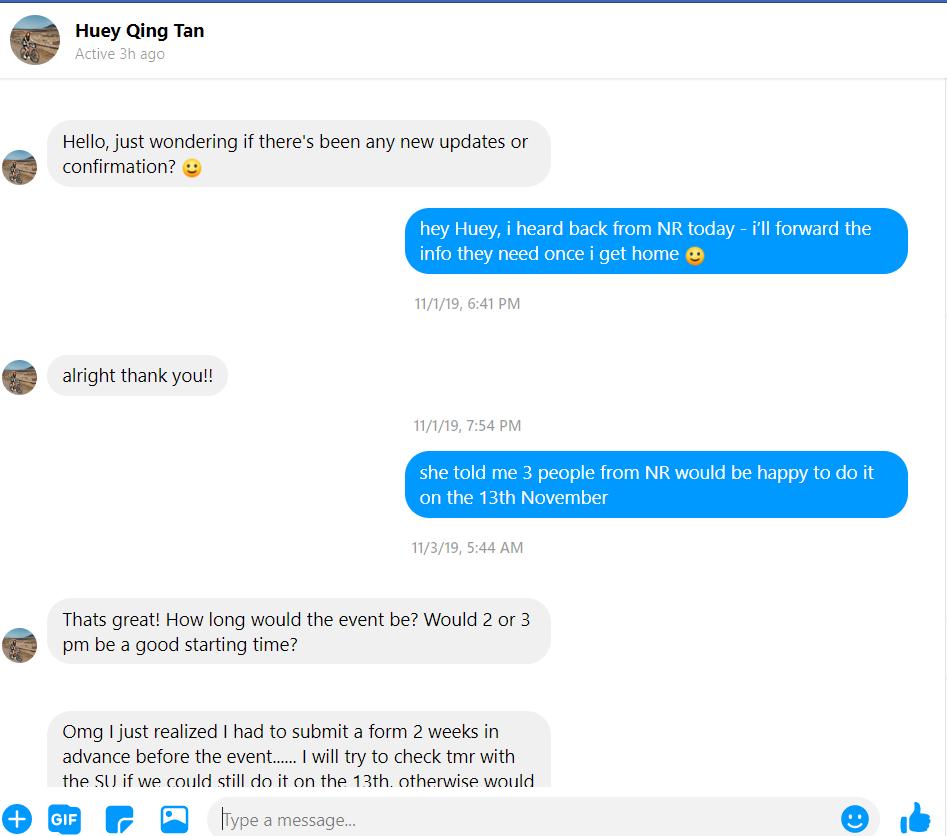 Huey Qing Tan
Active 3h ago
Hello, just wondering if there's been any new updates or
confirmation? 🙂
hey Huey, i heard back from NR today - i'll forward the
info they need once i get home 🙂
11/1/19, 6:41 PM
alright thank you!!
11/1/19, 7:54 PM
she told me 3 people from NR would be happy to do it
on the 13th November
11/3/19, 5:44 AM
Thats great! How long would the event be? Would 2 or 3
pm be a good starting time?
Omg I just realized I had to submit a form 2 weeks in
advance before the event...... I will try to check tmr with
the SU if we could still do it on the 13th, otherwise would
GIF
Type a message...